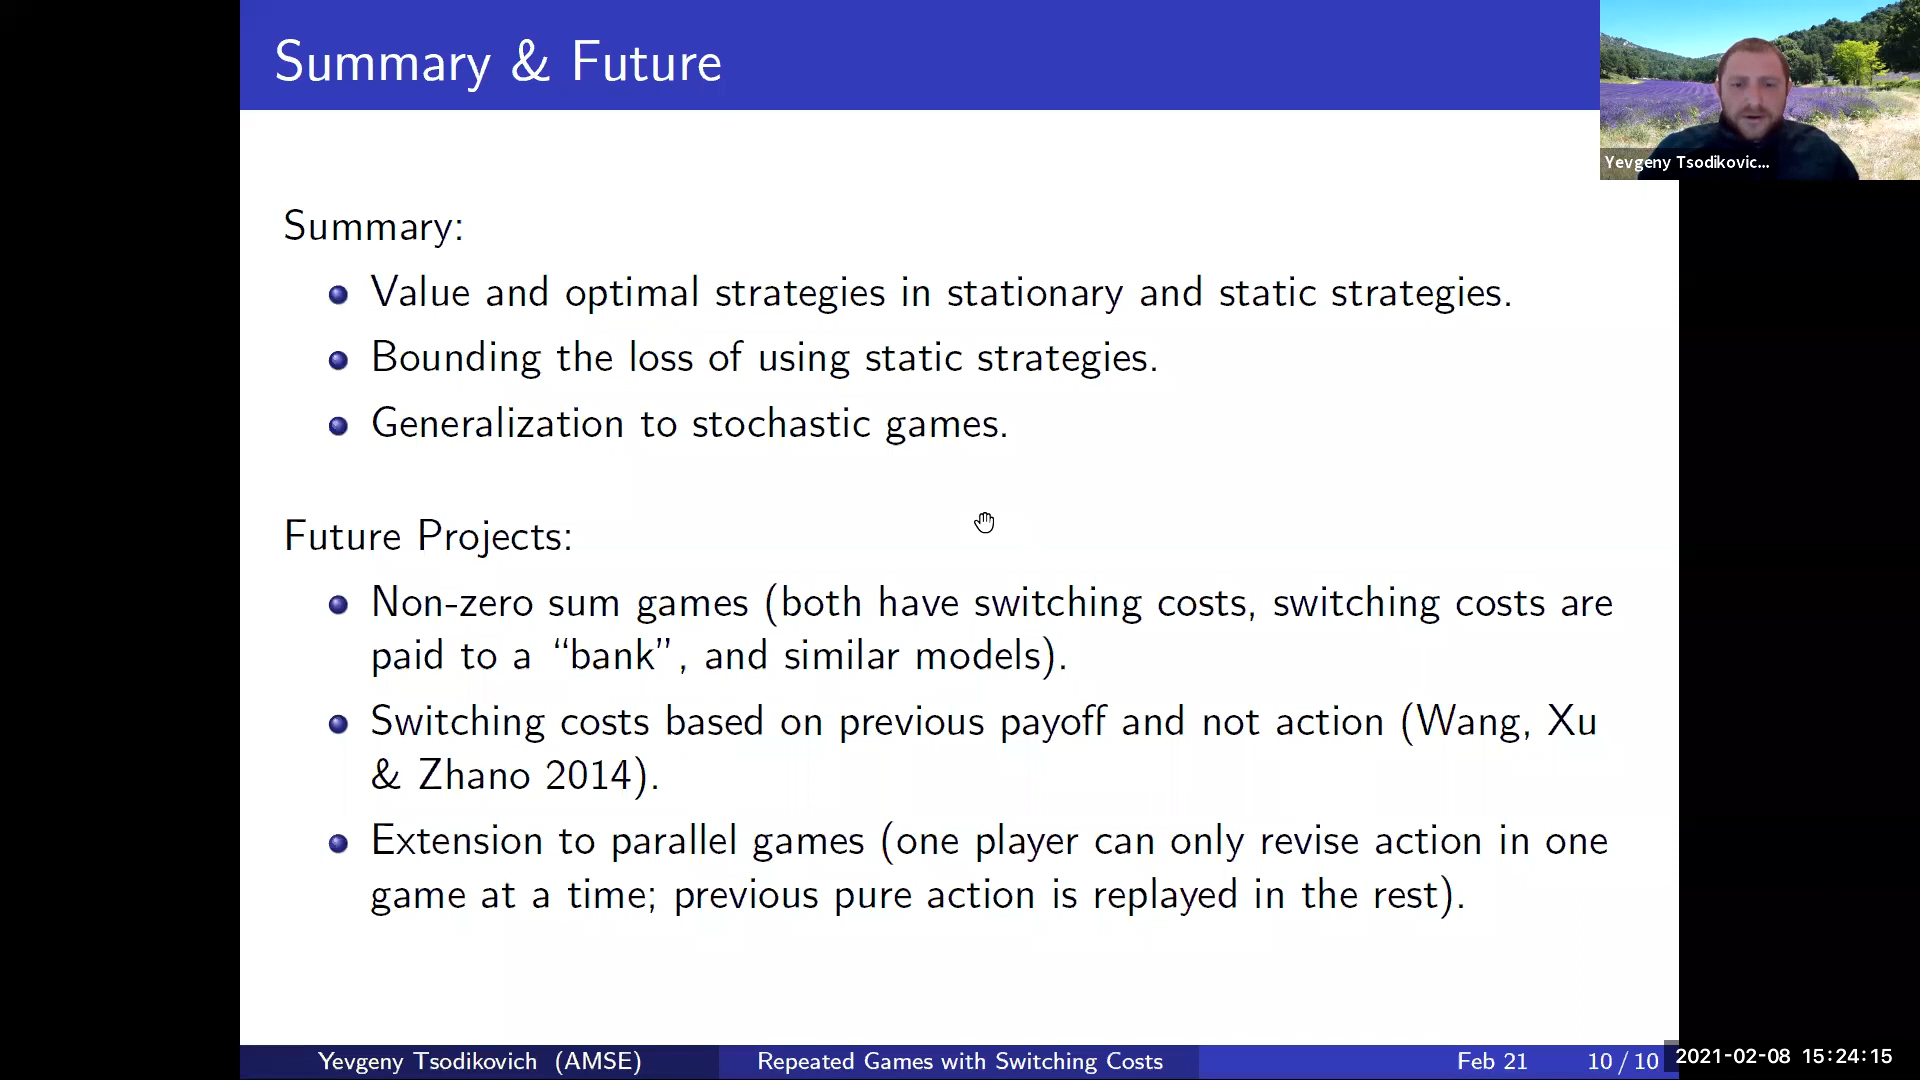 Summary & Future
Yevgeny Tsodikovic...
Summary:
Value and optimal strategies in stationary and static strategies.
Bounding the loss of using static strategies.
Generalization to stochastic games.
Future Projects:
Non-zero sum games (both have switching costs, switching costs are
paid to a “bank”, and similar models).
Switching costs based on previous payoff and not action (Wang, Xu
& Zhano 2014).
Extension to parallel games (one player can only revise action in one
game at a time; previous pure action is replayed in the rest).
Yevgeny Tsodikovich (AMSE) Repeated Games with Switching Costs Feb 21 10 / 10
2021-02-08 15:24:15